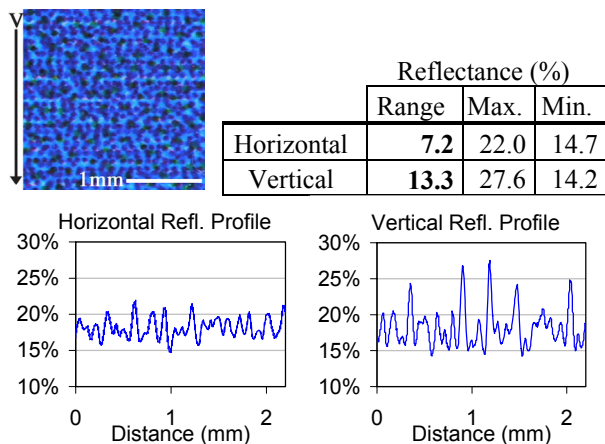 V
1mm
Reflectance (%)
Range Max. Min.
Horizontal 7.2 22.0 14.7
Vertical 13.3 27.6 14.2
Horizontal Refl. Profile
30%
25%
20%
15%
10%
0 1 2
Distance (mm)
Vertical Refl. Profile
30%
25%
20%
15%
10%
0 1 2
Distance (mm)